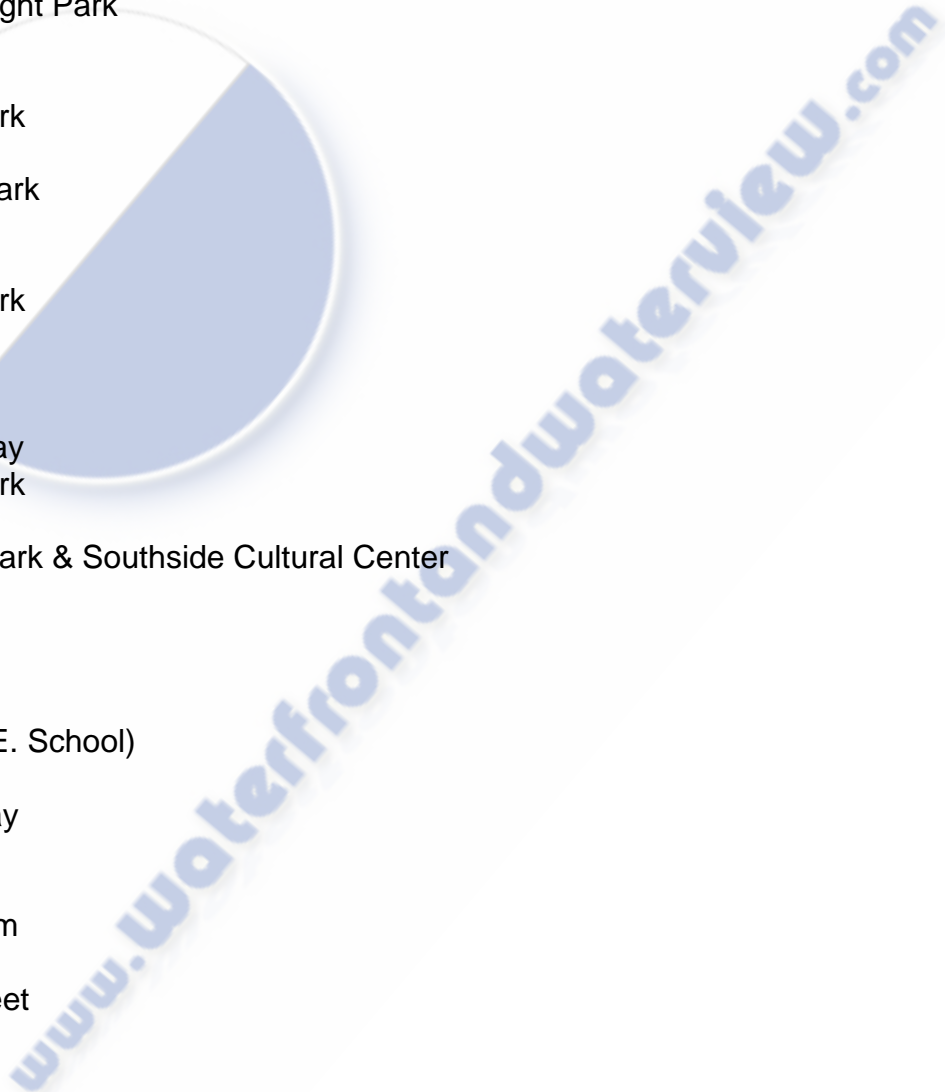 ght Park
rk
ark
rk
ay
rk
ark & Southside Cultural Center
E. School)
ay
m
eet
www.waterfrontandwaterview.com